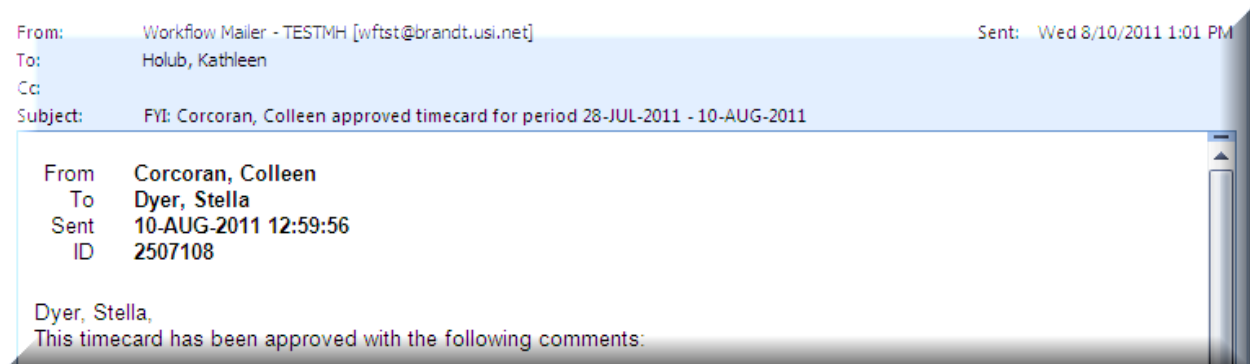 From: Workflow Mailer - TESTMH [wftst@brandt.usi.net] Sent: Wed 8/10/2011 1:01 PM
To: Holub, Kathleen
Cc:
Subject: FYI: Corcoran, Colleen approved timecard for period 28-JUL-2011 - 10-AUG-2011
From Corcoran, Colleen
To Dyer, Stella
Sent 10-AUG-2011 12:59:56
ID 2507108
Dyer, Stella,
This timecard has been approved with the following comments: